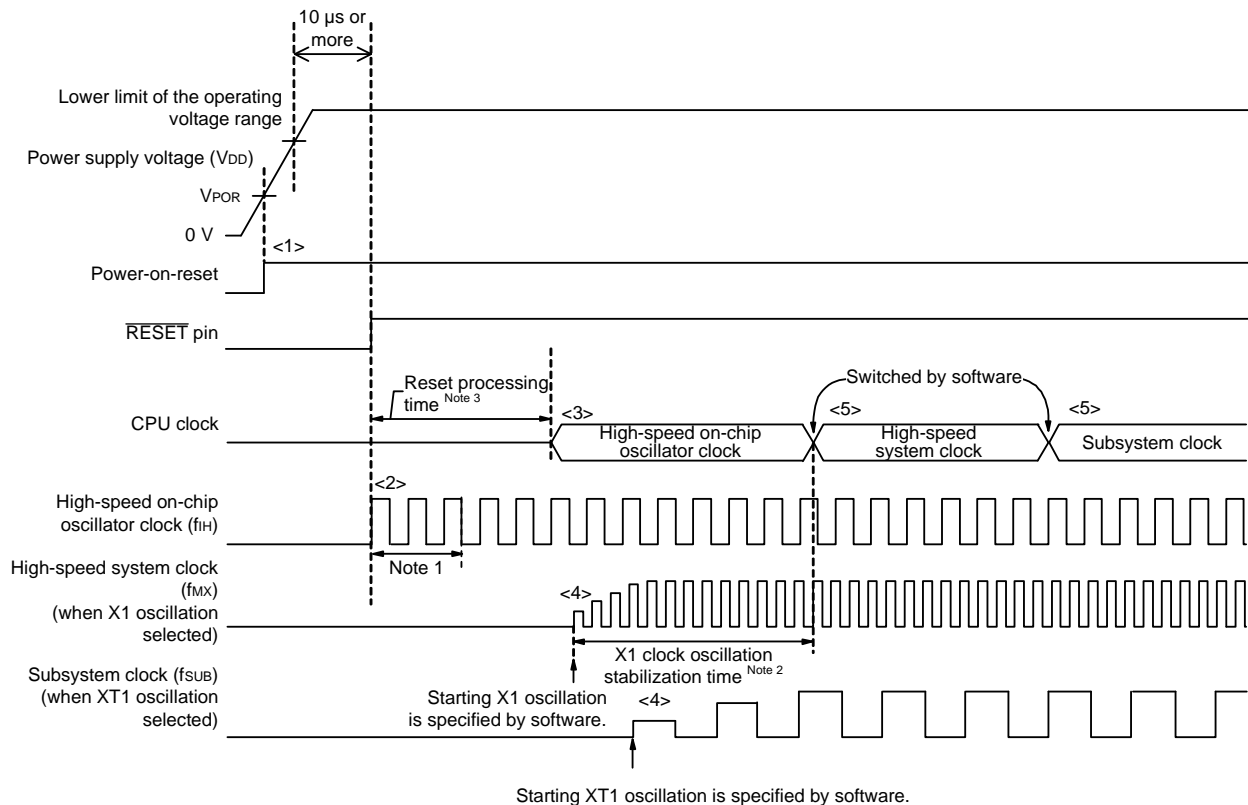 10 µs or
more
Lower limit of the operating
voltage range
Power supply voltage (VDD)
VPOR
0 V
<1>
Power-on-reset
RESET pin
Reset processing
time Note 3
Switched by software
<3>
<5>
<5>
CPU clock
High-speed on-chip
oscillator clock
High-speed
system clock
Subsystem clock
<2>
High-speed on-chip
oscillator clock (fIH)
Note 1
High-speed system clock
(fMX)
(when X1 oscillation
selected)
<4>
X1 clock oscillation
stabilization time Note 2
Subsystem clock (fSUB)
(when XT1 oscillation
selected)
Starting X1 oscillation
is specified by software.
<4>
Starting XT1 oscillation is specified by software.